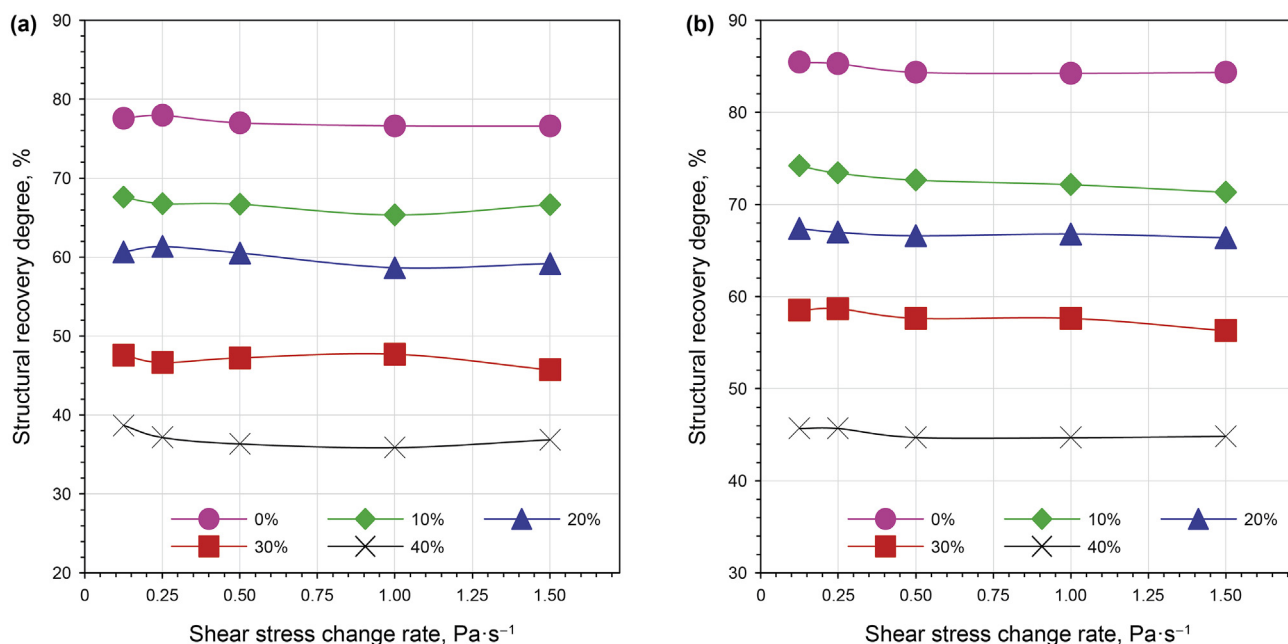 (a)
Structural recovery degree, %
90
80
70
60
50
40
30
20
0% 10% 20%
30% 40%
0 0.25 0.50 0.75 1.00 1.25 1.50
Shear stress change rate, Pa·s⁻¹
(b)
Structural recovery degree, %
90
80
70
60
50
40
30
0% 10% 20%
30% 40%
0 0.25 0.50 0.75 1.00 1.25 1.50
Shear stress change rate, Pa·s⁻¹